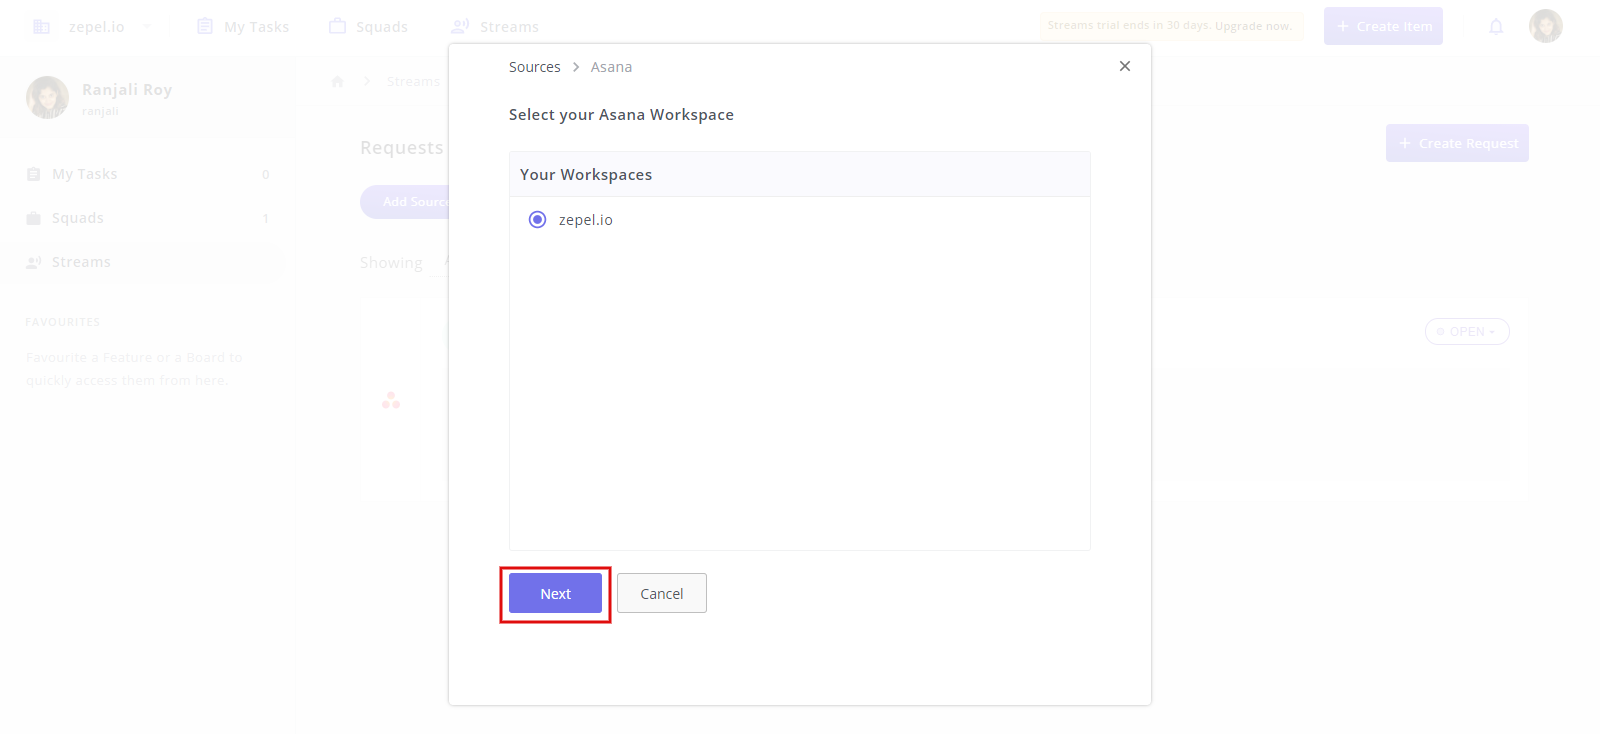 zepel.io
My Tasks
Squads
Streams
Streams trial ends in 30 days. Upgrade now.
+ Create Item
Ranjali Roy
ranjali
My Tasks 0
Squads 1
Streams
FAVOURITES
Favourite a Feature or a Board to
quickly access them from here.
Streams
Requests
+ Create Request
Add Sourc
Showing
OPEN
Sources > Asana
Select your Asana Workspace
Your Workspaces
zepel.io
Next
Cancel